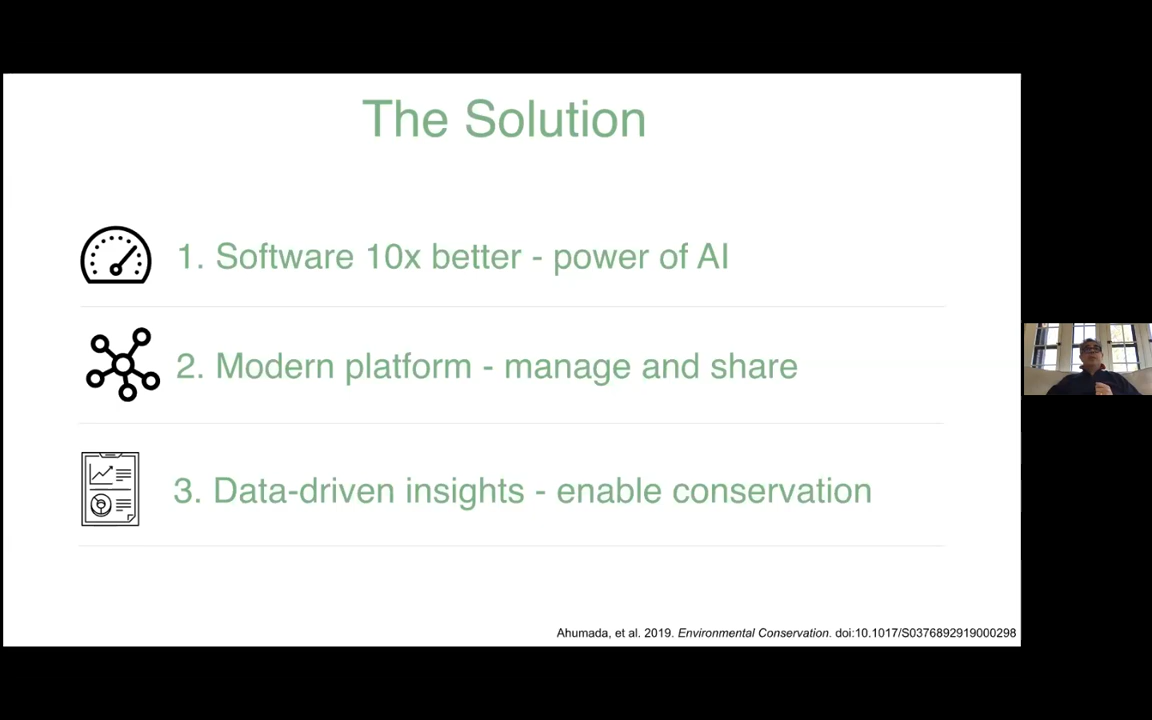 The Solution
1. Software 10x better - power of AI
2. Modern platform - manage and share
3. Data-driven insights - enable conservation
Ahumada, et al. 2019. Environmental Conservation. doi:10.1017/S0376892919000298